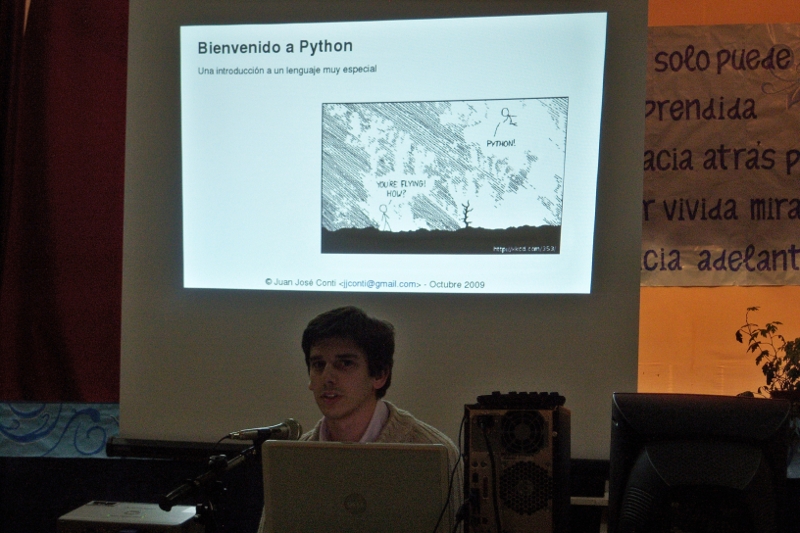 Bienvenido a Python
Una introducción a un lenguaje muy especial
PYTHON!
YOU'RE FLYING!
HOW?
http://xkcd.com/353/
© Juan José Conti <jjconti@gmail.com> - Octubre 2009
solo puede
prendida
acia atrás p
r vivida mira
cia adelant